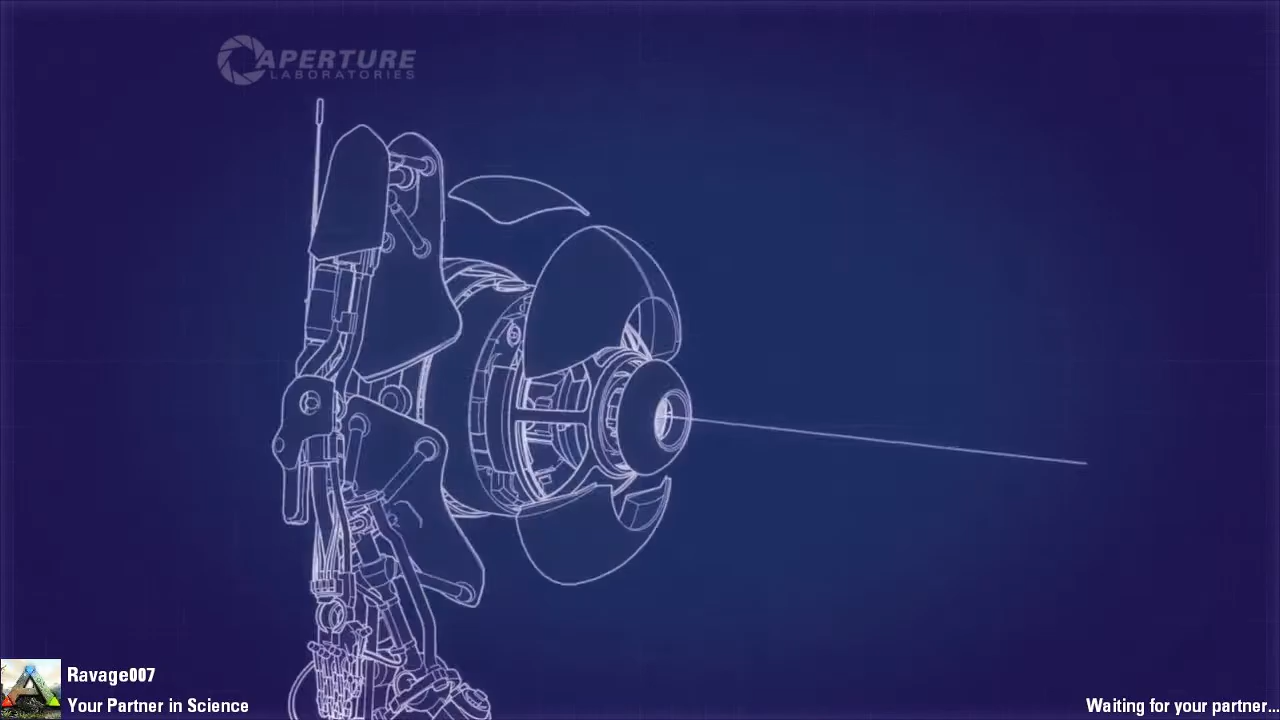 APERTURE
LABORATORIES
Ravage007
Your Partner in Science
Waiting for your partner...